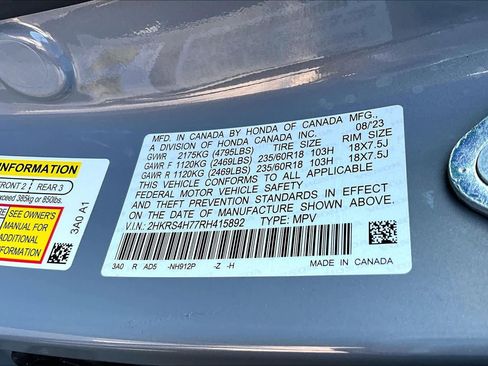 MFD. IN CANADA BY HONDA OF CANADA MFG.,
A DIVISION OF HONDA CANADA INC. 08/23
GVWR 2175KG (4795LBS) TIRE SIZE RIM SIZE
GAWR F 1120KG (2469LBS) 235/60R18 103H 18X7.5J
GAWR R 1120KG (2469LBS) 235/60R18 103H 18X7.5J
THIS VEHICLE CONFORMS TO ALL APPLICABLE
FEDERAL MOTOR VEHICLE SAFETY
AND THEFT PREVENTION STANDARDS IN EFFECT
ON THE DATE OF MANUFACTURE SHOWN ABOVE.
V.I.N.: 2HKRS4H77RH415892 TYPE: MPV
3A0 R AD5 -NH912P -Z -H
MADE IN CANADA
INFORMATION
FRONT 2 REAR 3
exceed 385kg or 850lbs.
SEE OWNER'S
MANUAL FOR
ADDITIONAL
INFORMATION
3A0 A1